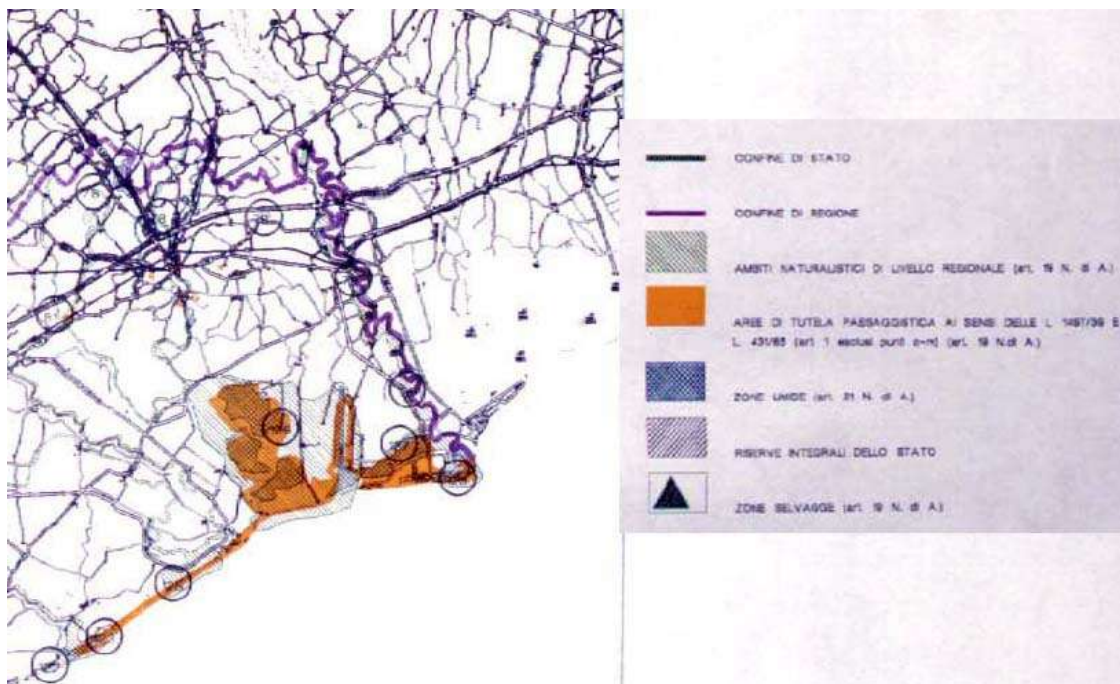 CONFINE DI STATO
CONFINE DI REGIONE
AMBITI NATURALISTICI DI LIVELLO REGIONALE (art. 19 N. di A.)
AREE DI TUTELA PAESAGGISTICA AI SENSI DELLE L. 1497/39 E
L. 431/85 (art. 1 esclusi punti c-m) (art. 19 N.di A.)
ZONE UMIDE (art. 21 N. di A.)
RISERVE INTEGRALI DELLO STATO
ZONE SELVAGGE (art. 19 N. di A.)